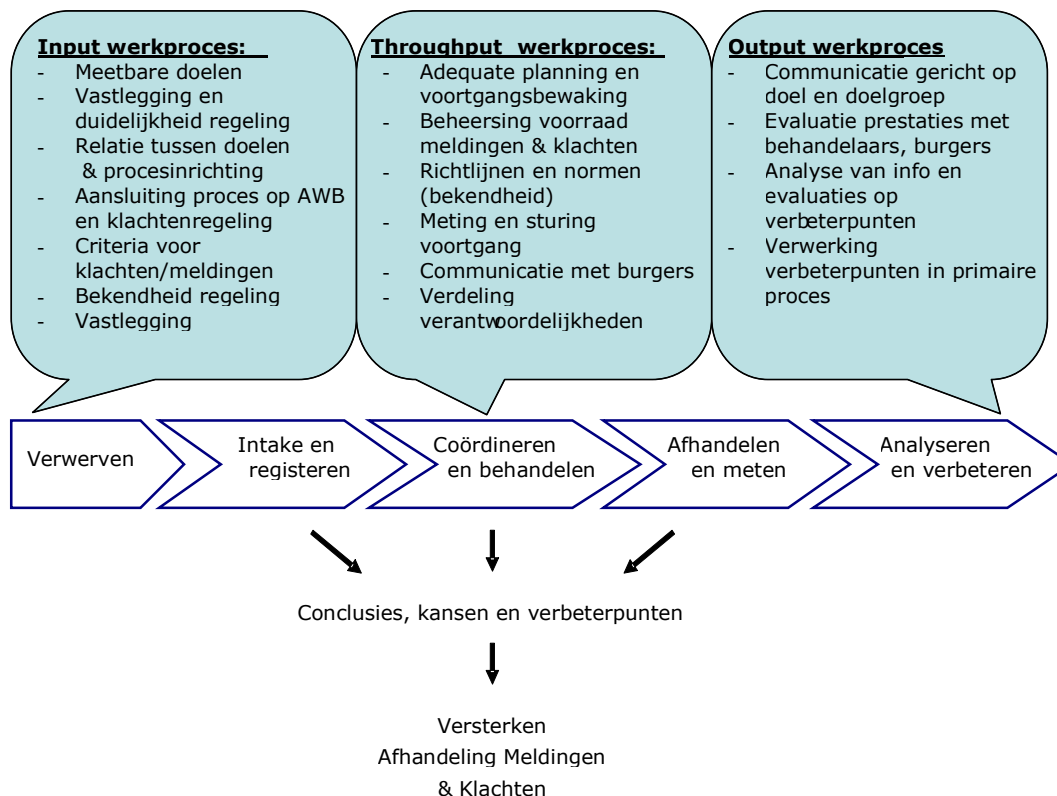 Input werkproces:
- Meetbare doelen
- Vastlegging en
duidelijkheid regeling
- Relatie tussen doelen
& procesinrichting
- Aansluiting proces op AWB
en klachtenregeling
- Criteria voor
klachten/meldingen
- Bekendheid regeling
- Vastlegging
Throughput werkproces:
- Adequate planning en
voortgangsbewaking
- Beheersing voorraad
meldingen & klachten
- Richtlijnen en normen
(bekendheid)
- Meting en sturing
voortgang
- Communicatie met burgers
- Verdeling
verantwoordelijkheden
Output werkproces
- Communicatie gericht op
doel en doelgroep
- Evaluatie prestaties met
behandelaars, burgers
- Analyse van info en
evaluaties op
verbeterpunten
- Verwerking
verbeterpunten in primaire
proces
Verwerven
Intake en
registeren
Coördineren
en behandelen
Afhandelen
en meten
Analyseren
en verbeteren
Conclusies, kansen en verbeterpunten
Versterken
Afhandeling Meldingen
& Klachten